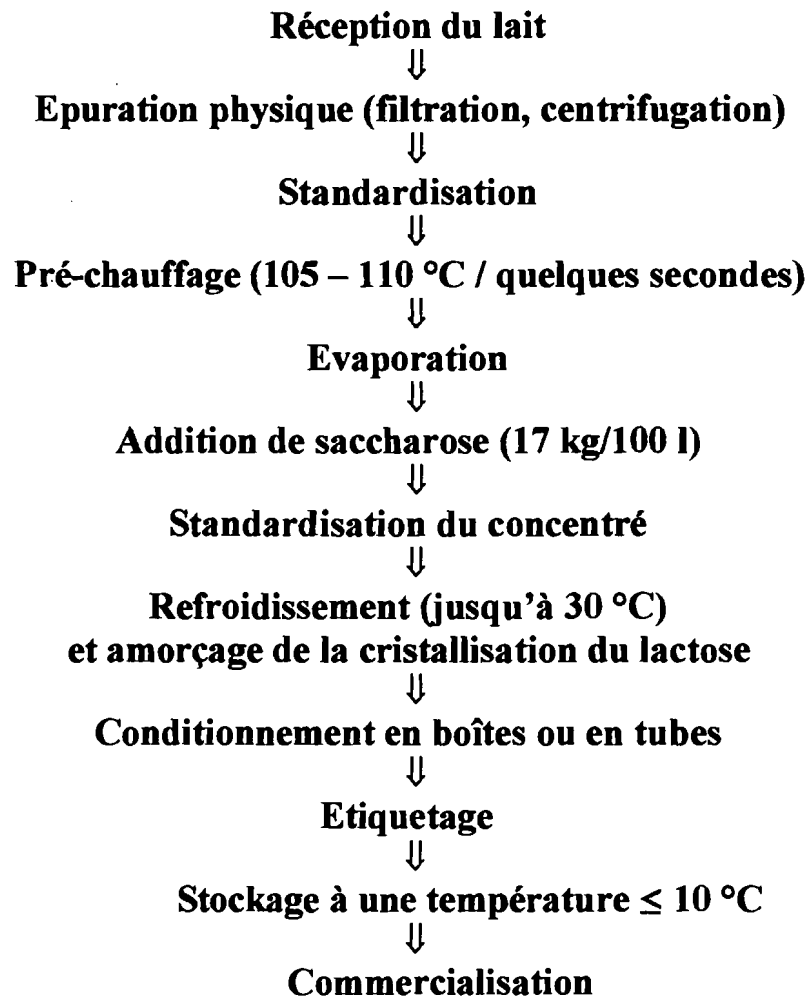 Réception du lait
⇓
Epuration physique (filtration, centrifugation)
⇓
Standardisation
⇓
Pré-chauffage (105 – 110 °C / quelques secondes)
⇓
Evaporation
⇓
Addition de saccharose (17 kg/100 l)
⇓
Standardisation du concentré
⇓
Refroidissement (jusqu’à 30 °C)
et amorçage de la cristallisation du lactose
⇓
Conditionnement en boîtes ou en tubes
⇓
Etiquetage
⇓
Stockage à une température ≤ 10 °C
⇓
Commercialisation